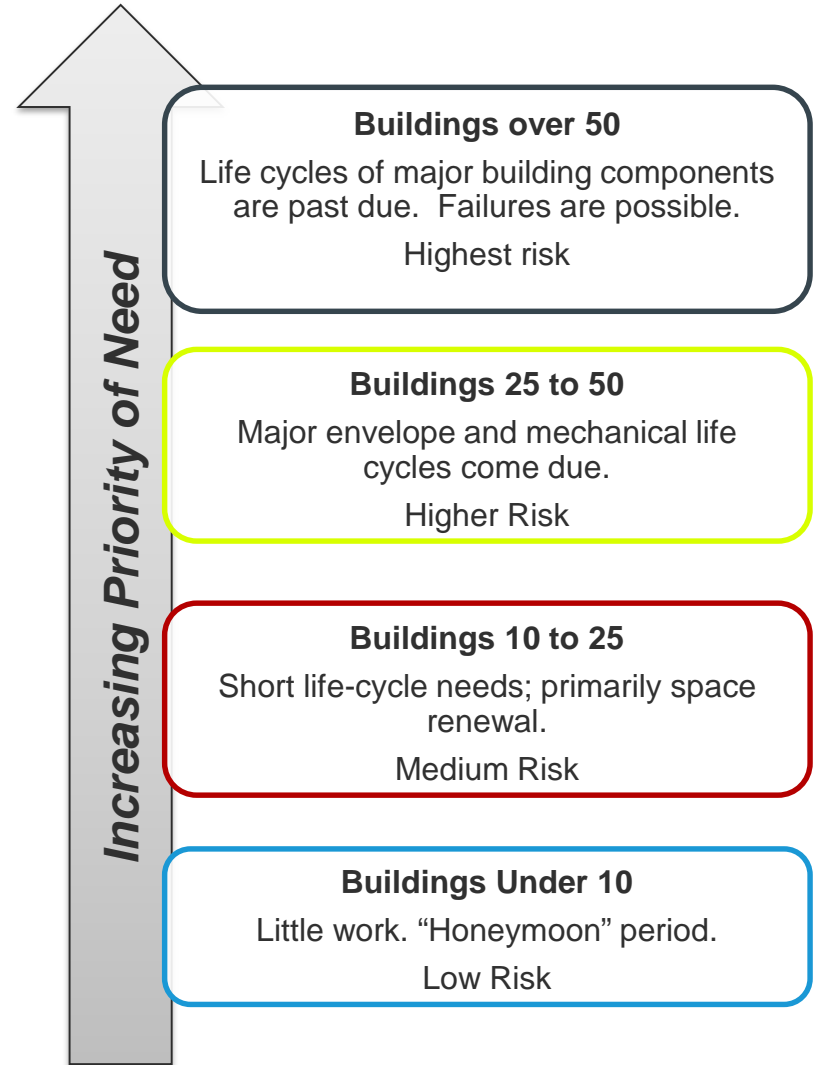 Increasing Priority of Need
Buildings over 50
Life cycles of major building components
are past due.  Failures are possible.
Highest risk
Buildings 25 to 50
Major envelope and mechanical life
cycles come due.
Higher Risk
Buildings 10 to 25
Short life-cycle needs; primarily space
renewal.
Medium Risk
Buildings Under 10
Little work. “Honeymoon” period.
Low Risk